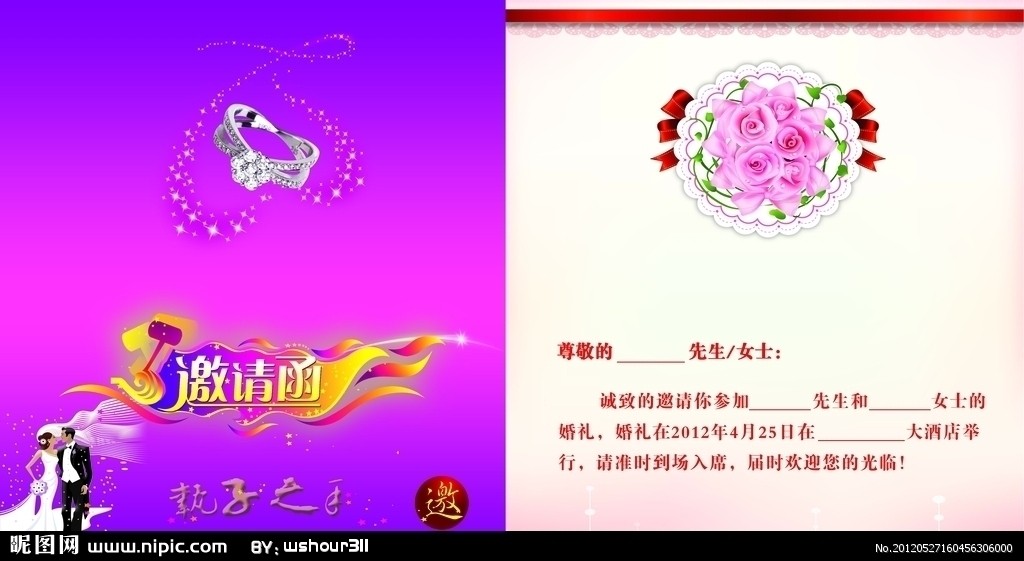 邀请函
执子之手
邀
尊敬的______先生/女士：
诚致的邀请你参加______先生和______女士的
婚礼，婚礼在2012年4月25日在________大酒店举
行，请准时到场入席，届时欢迎您的光临！
昵图网 www.nipic.com BY: wshour311
No.20120527160456306000